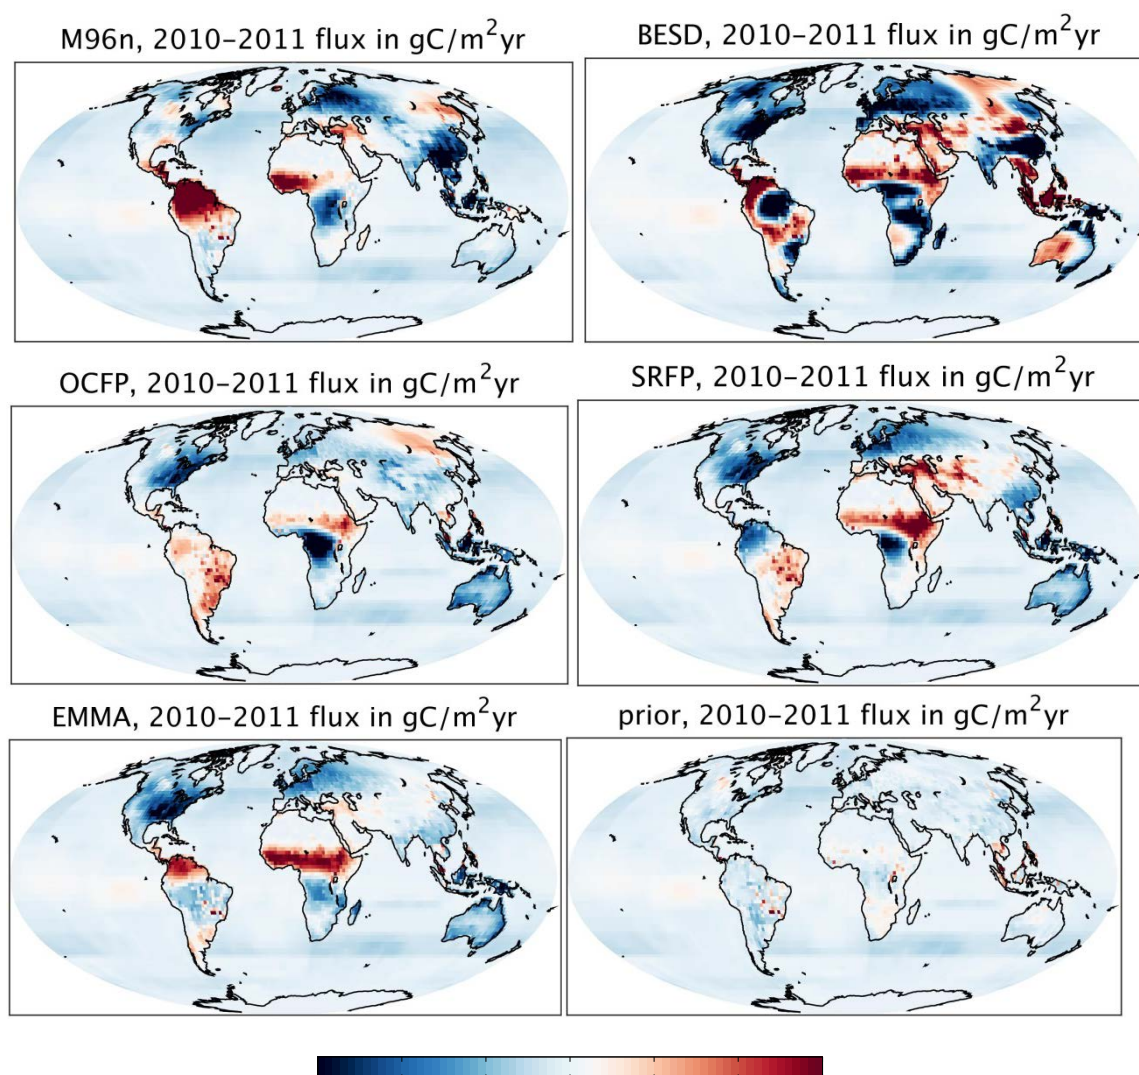 M96n, 2010–2011 flux in gC/m²yr
BESD, 2010–2011 flux in gC/m²yr
OCFP, 2010–2011 flux in gC/m²yr
SRFP, 2010–2011 flux in gC/m²yr
EMMA, 2010–2011 flux in gC/m²yr
prior, 2010–2011 flux in gC/m²yr